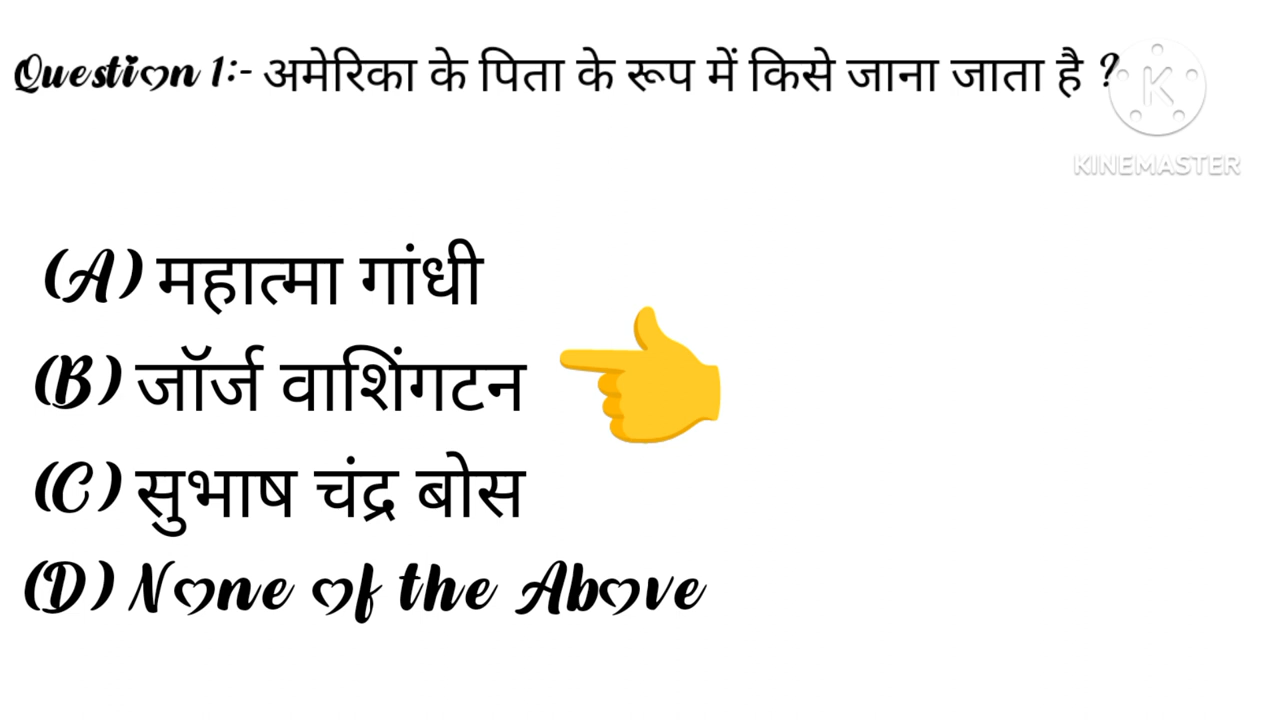 Question 1:- अमेरिका के पिता के रूप में किसे जाना जाता है ?
KINEMASTER
(A) महात्मा गांधी
(B) जॉर्ज वाशिंगटन
(C) सुभाष चंद्र बोस
(D) None of the Above